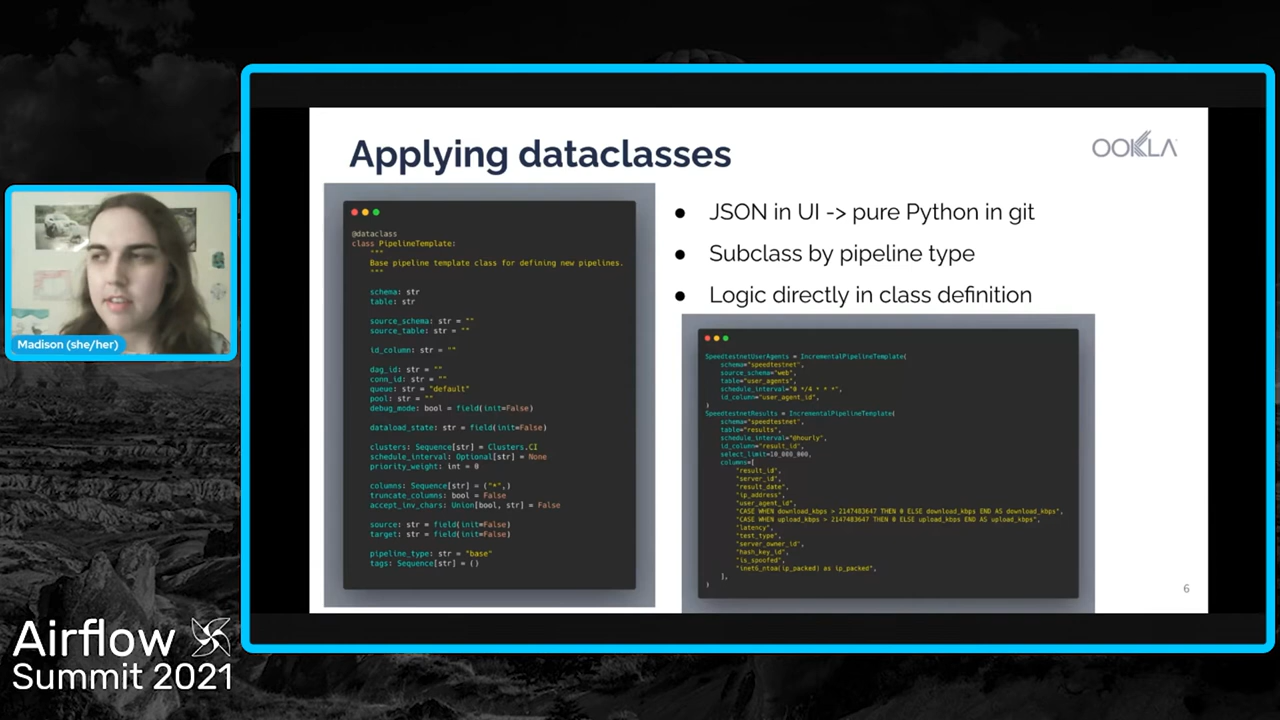 Applying dataclasses
OOKLA
@dataclass
class PipelineTemplate:
"""
Base pipeline template class for defining new pipelines.
"""
schema: str
table: str
source_schema: str = ""
source_table: str = ""
id_column: str = ""
dag_id: str = ""
conn_id: str = ""
queue: str = "default"
pool: str = ""
debug_mode: bool = field(init=False)
dataload_state: str = field(init=False)
clusters: Sequence[str] = Clusters.CI
schedule_interval: Optional[str] = None
priority_weight: int = 0
columns: Sequence[str] = ("*",)
truncate_columns: bool = False
accept_inv_chars: Union[bool, str] = False
source: str = field(init=False)
target: str = field(init=False)
pipeline_type: str = "base"
tags: Sequence[str] = ()
● JSON in UI -> pure Python in git
● Subclass by pipeline type
● Logic directly in class definition
SpeedtestnetUserAgents = IncrementalPipelineTemplate(
schema="speedtestnet",
source_schema="web",
table="user_agents",
schedule_interval="0 */4 * * *",
id_column="user_agent_id",
)
SpeedtestnetResults = IncrementalPipelineTemplate(
schema="speedtestnet",
table="results",
schedule_interval="@hourly",
id_column="result_id",
select_limit=10_000_000,
columns=[
"result_id",
"server_id",
"result_date",
"ip_address",
"user_agent_id",
"CASE WHEN download_kbps > 2147483647 THEN 0 ELSE download_kbps END AS download_kbps",
"CASE WHEN upload_kbps > 2147483647 THEN 0 ELSE upload_kbps END AS upload_kbps",
"latency",
"test_type",
"server_owner_id",
"hash_key_id",
"is_spoofed",
"inet6_ntoa(ip_packed) as ip_packed",
],
)
6
Madison (she/her)
Airflow
Summit 2021